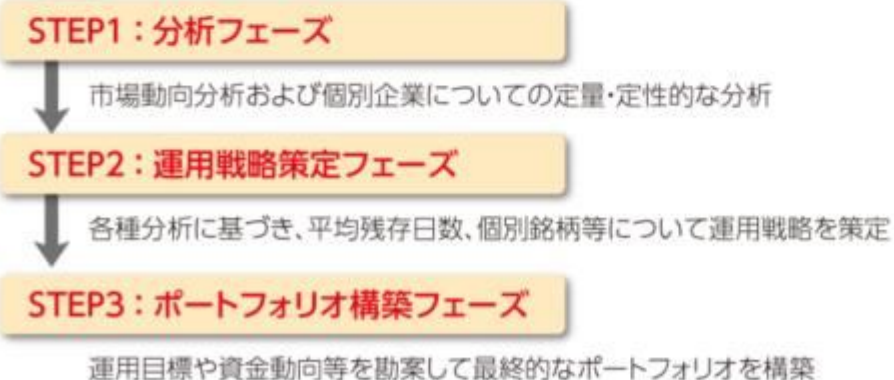 STEP1：分析フェーズ
市場動向分析および個別企業についての定量・定性的な分析
STEP2：運用戦略策定フェーズ
各種分析に基づき、平均残存日数、個別銘柄等について運用戦略を策定
STEP3：ポートフォリオ構築フェーズ
運用目標や資金動向等を勘案して最終的なポートフォリオを構築